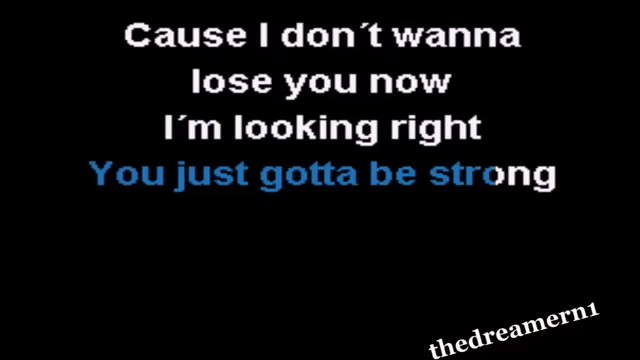 Cause I don´t wanna
lose you now
I´m looking right
You just gotta be strong
thedreamern1